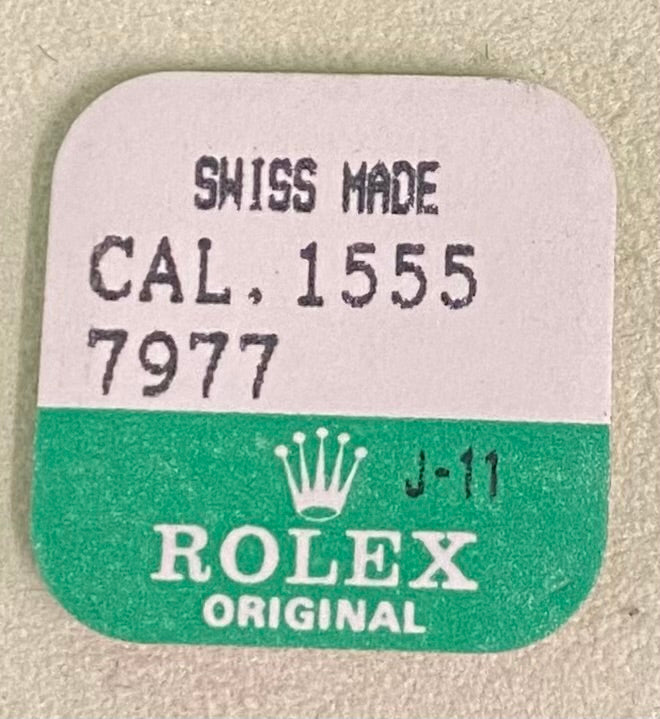 SWISS MADE
CAL. 1555
7977
J-11
ROLEX
ORIGINAL